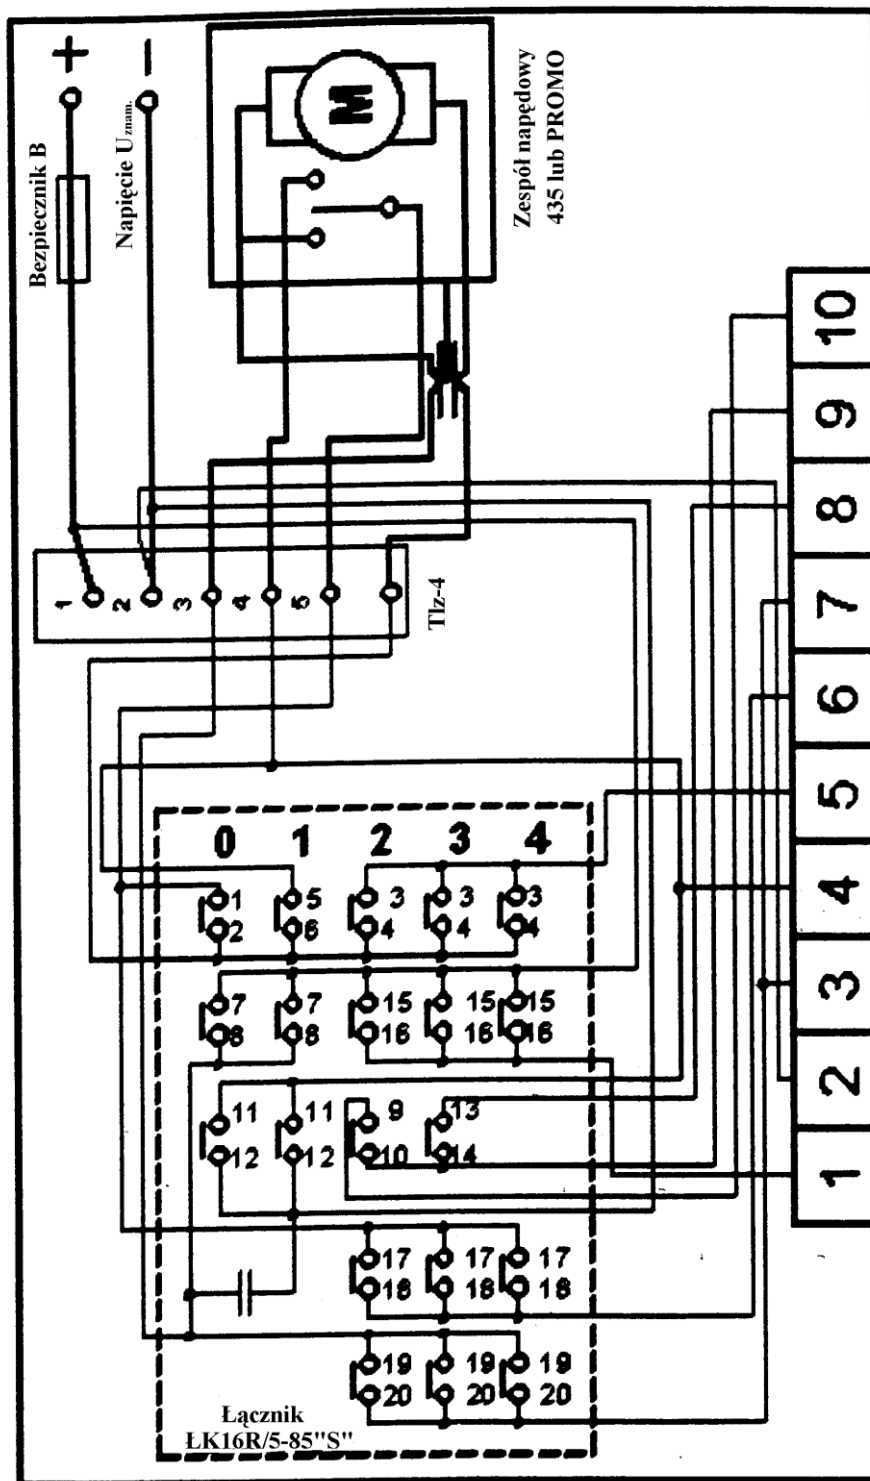 +
−
Bezpiecznik B
Napięcie Uznam.
M
Zespół napędowy
435 lub PROMO
1
2
3
4
5
Tlz-4
10
9
8
7
6
5
4
3
2
1
0 1 2 3 4
1 5 3 3 3
2 6 4 4 4
7 7 15 15 15
8 8 16 16 16
11 11 9 13
12 12 10 14
17 17 17
18 18 18
19 19 19
20 20 20
Łącznik
ŁK16R/5-85"S"